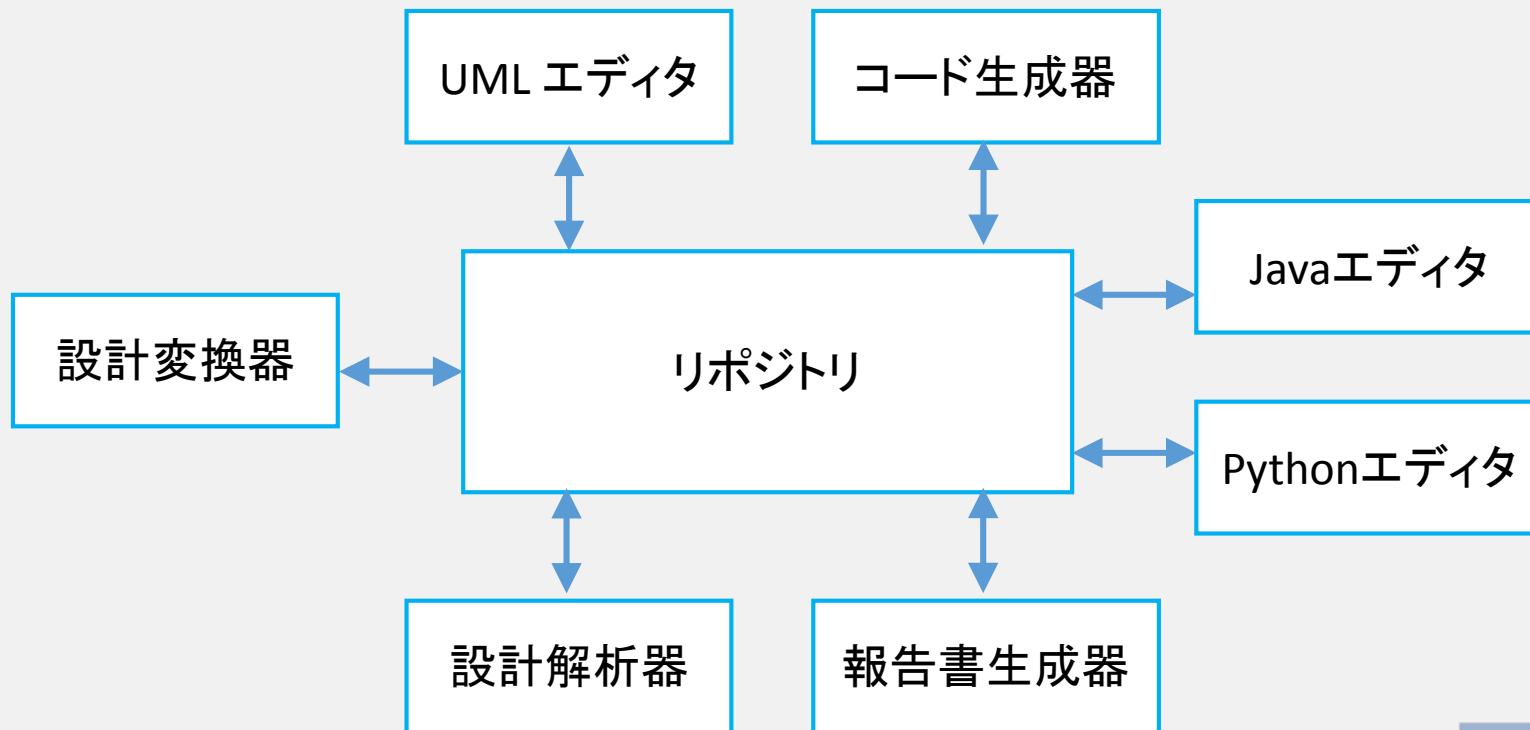 UML エディタ
コード生成器
Javaエディタ
設計変換器
リポジトリ
Pythonエディタ
設計解析器
報告書生成器